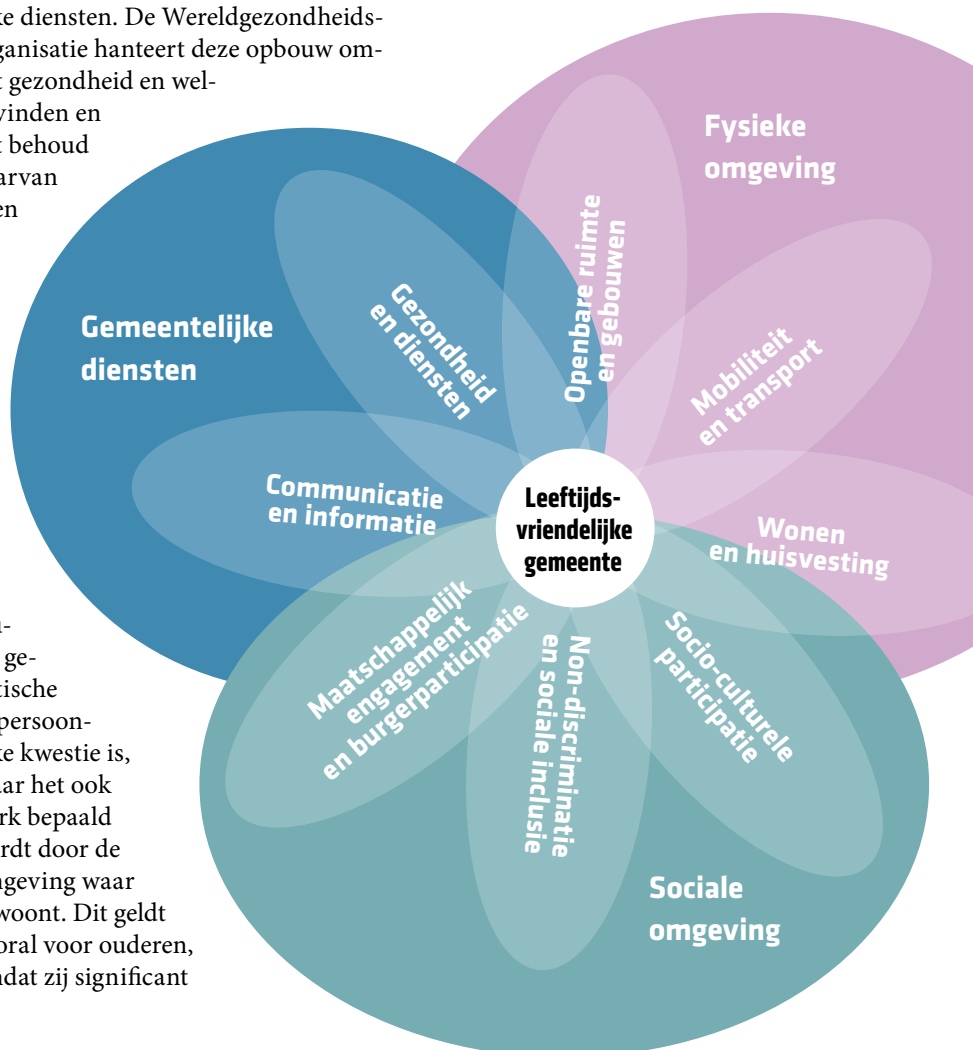 ke diensten. De Wereldgezondheids-
ganisatie hanteert deze opbouw om-
t gezondheid en wel-
vinden en
t behoud
arvan
en
Fysieke
omgeving
Gemeentelijke
diensten
Openbare ruimte
en gebouwen
Gezondheid
en diensten
Mobiliteit
en transport
Communicatie
en informatie
Leeftijds-
vriendelijke
gemeente
Wonen
en huisvesting
Maatschappelijk
engagement
en burgerparticipatie
Non-discriminatie
en sociale inclusie
Socio-culturele
participatie
Sociale
omgeving
ge-
tische
persoon-
ke kwestie is,
ar het ook
rk bepaald
rdt door de
ngeving waar
woont. Dit geldt
oral voor ouderen,
ndat zij significant